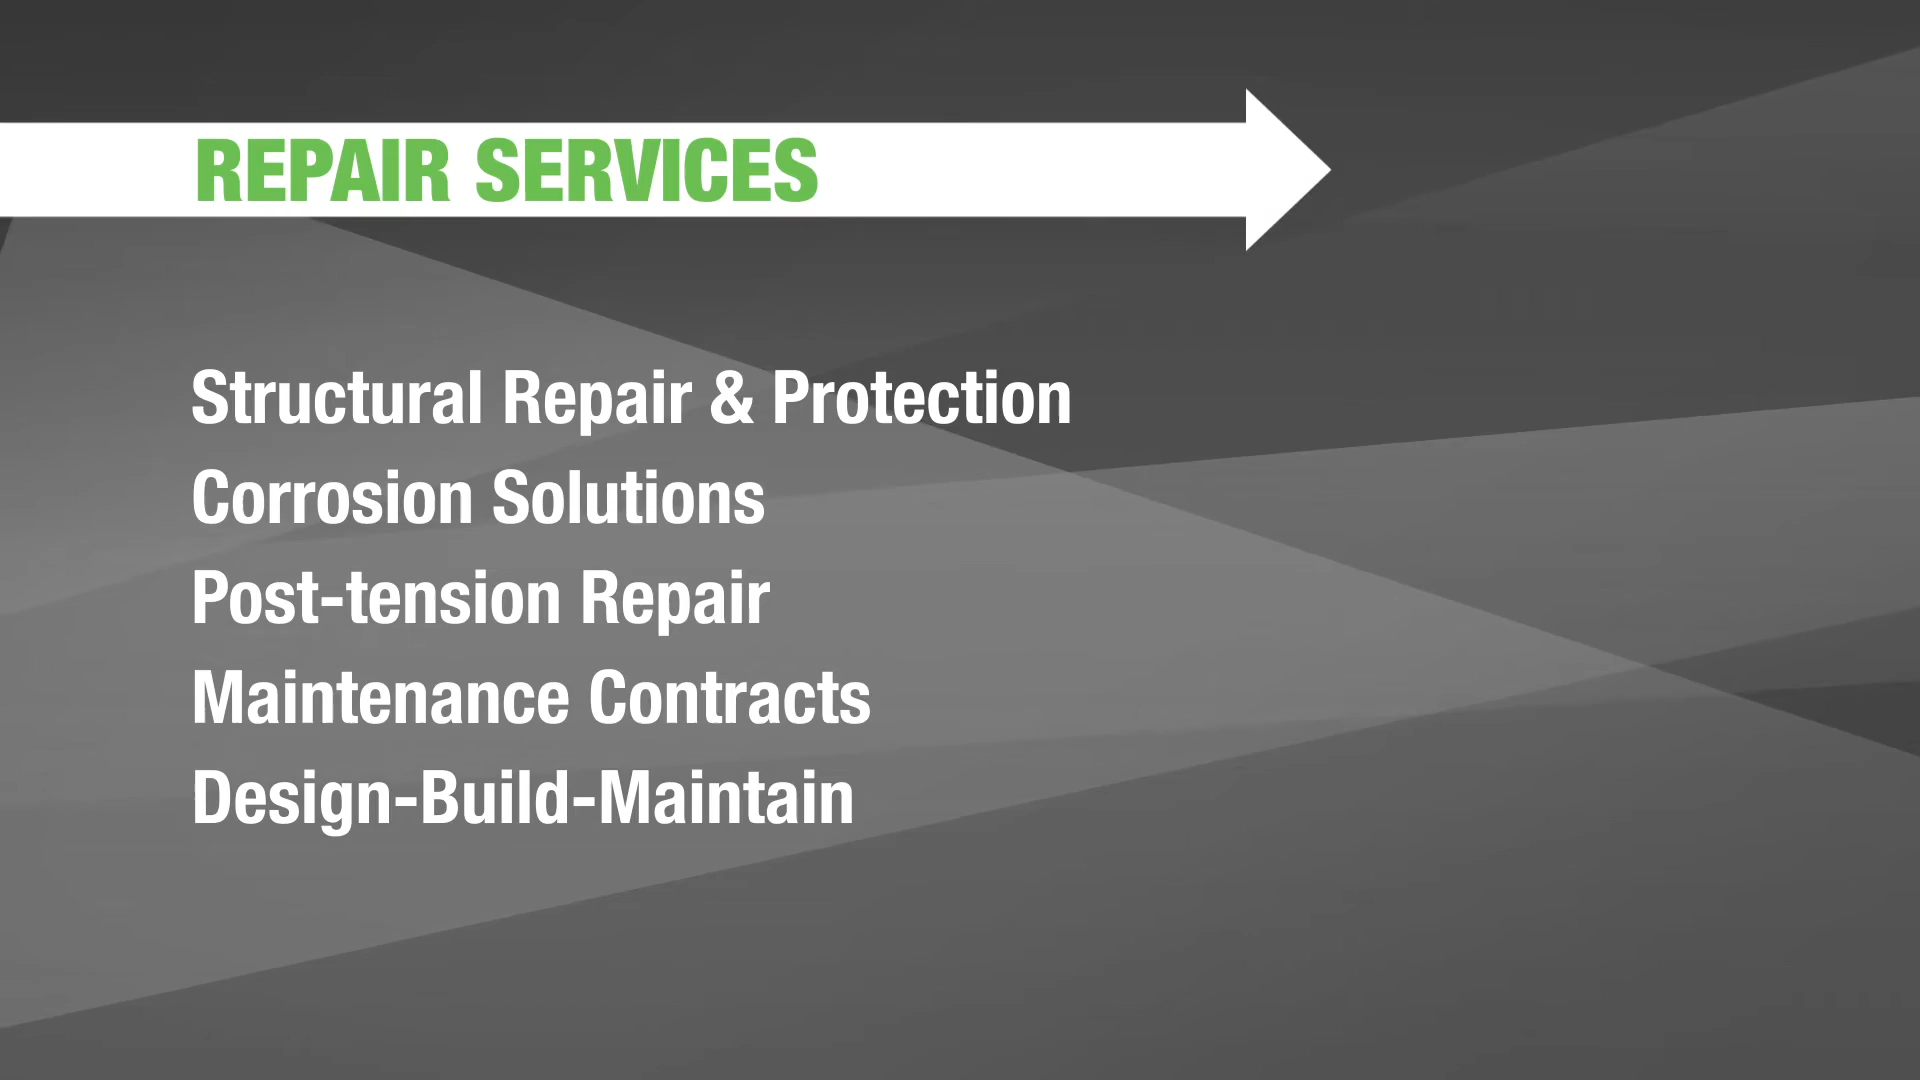 REPAIR SERVICES
Structural Repair & Protection
Corrosion Solutions
Post-tension Repair
Maintenance Contracts
Design-Build-Maintain